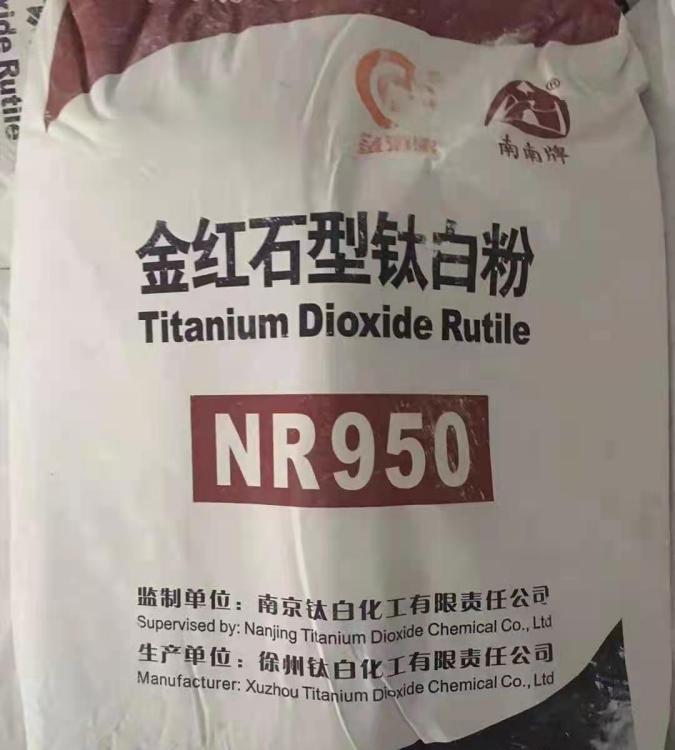 xide Rutile
®
南南牌
金红石型钛白粉
Titanium Dioxide Rutile
NR950
监制单位：南京钛白化工有限责任公司
Supervised by: Nanjing Titanium Dioxide Chemical Co., Ltd
生产单位：徐州钛白化工有限责任公司
Manufacturer: Xuzhou Titanium Dioxide Chemical Co., Ltd